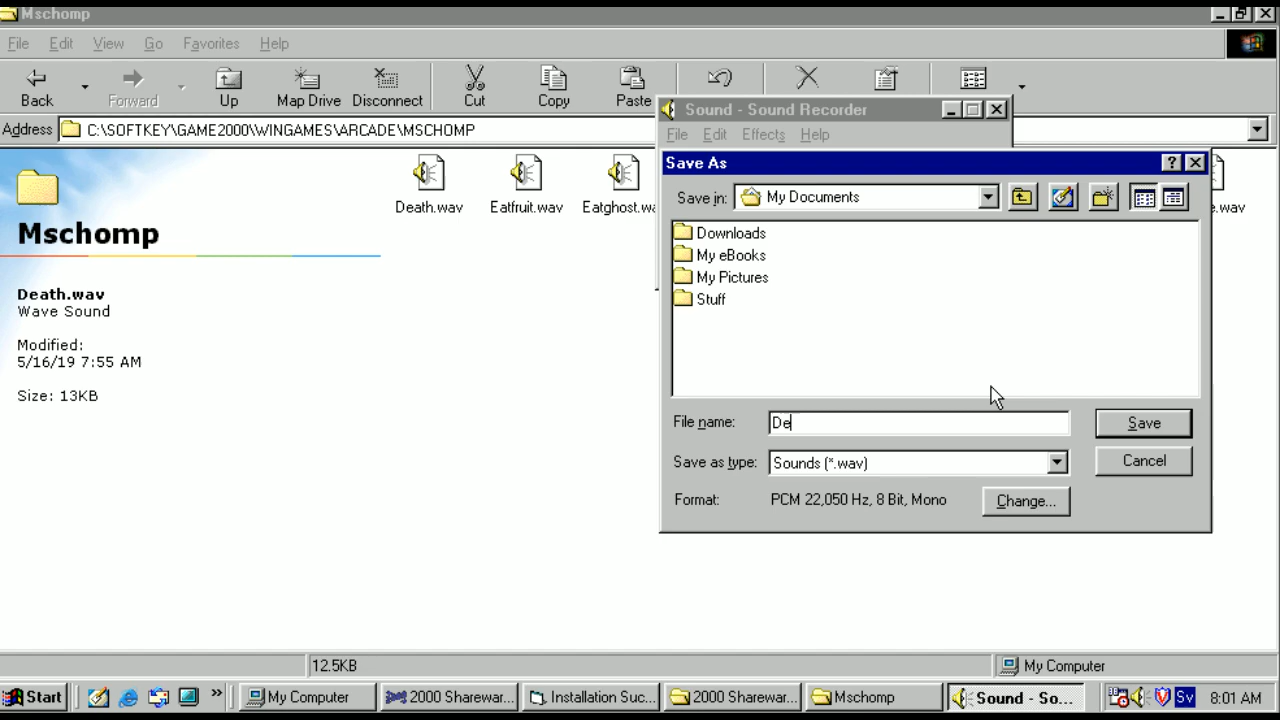 Mschomp
File Edit View Go Favorites Help
Back Forward Up Map Drive Disconnect Cut Copy Paste
Address C:\SOFTKEY\GAME2000\WINGAMES\ARCADE\MSCHOMP
Sound - Sound Recorder
File Edit Effects Help
Save As
Save in: My Documents
Downloads
My eBooks
My Pictures
Stuff
File name: De
Save
Save as type: Sounds (*.wav)
Cancel
Format: PCM 22,050 Hz, 8 Bit, Mono
Change...
Death.wav Eatfruit.wav Eatghost.wa e.wav
Mschomp
Death.wav
Wave Sound
Modified:
5/16/19 7:55 AM
Size: 13KB
12.5KB
My Computer
Start » My Computer 2000 Sharewar... Installation Suc... 2000 Sharewar... Mschomp Sound - So... Sv 8:01 AM